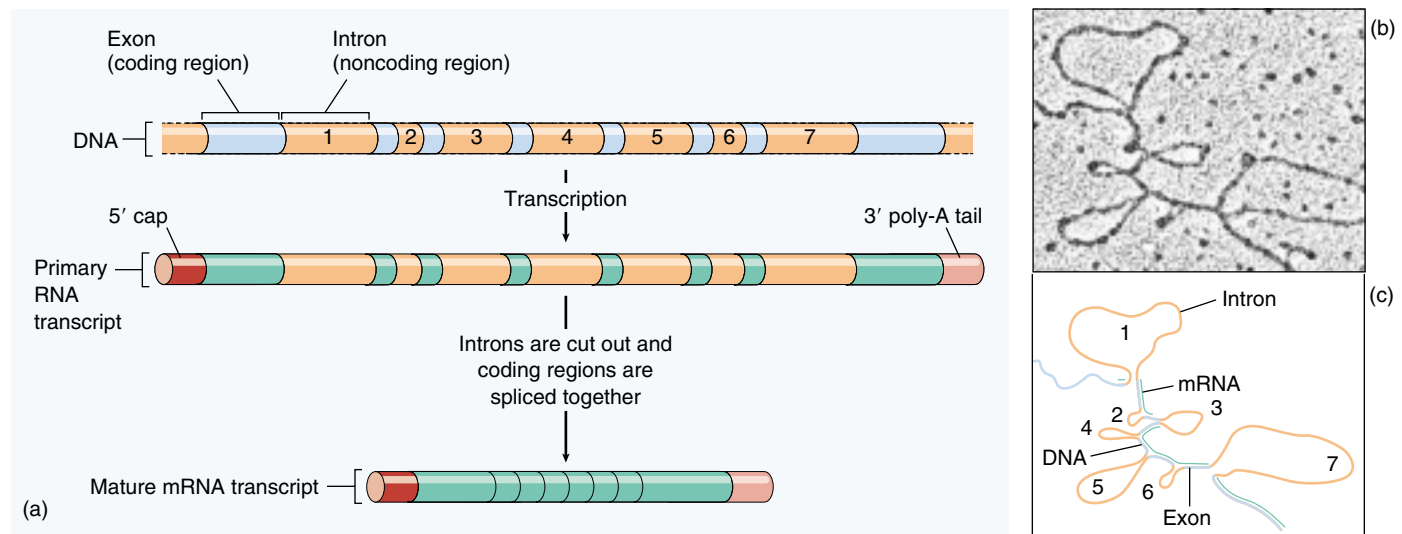 Exon
(coding region)
Intron
(noncoding region)
DNA
1
2
3
4
5
6
7
Transcription
5′ cap
3′ poly-A tail
Primary
RNA
transcript
Introns are cut out and
coding regions are
spliced together
Mature mRNA transcript
(a)
(b)
(c)
Intron
1
mRNA
2
3
4
DNA
5
6
7
Exon